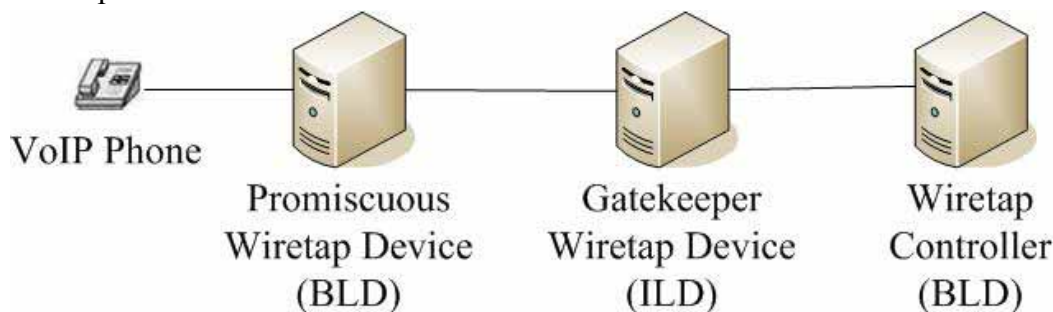 VoIP Phone
Promiscuous
Wiretap Device
(BLD)
Gatekeeper
Wiretap Device
(ILD)
Wiretap
Controller
(BLD)